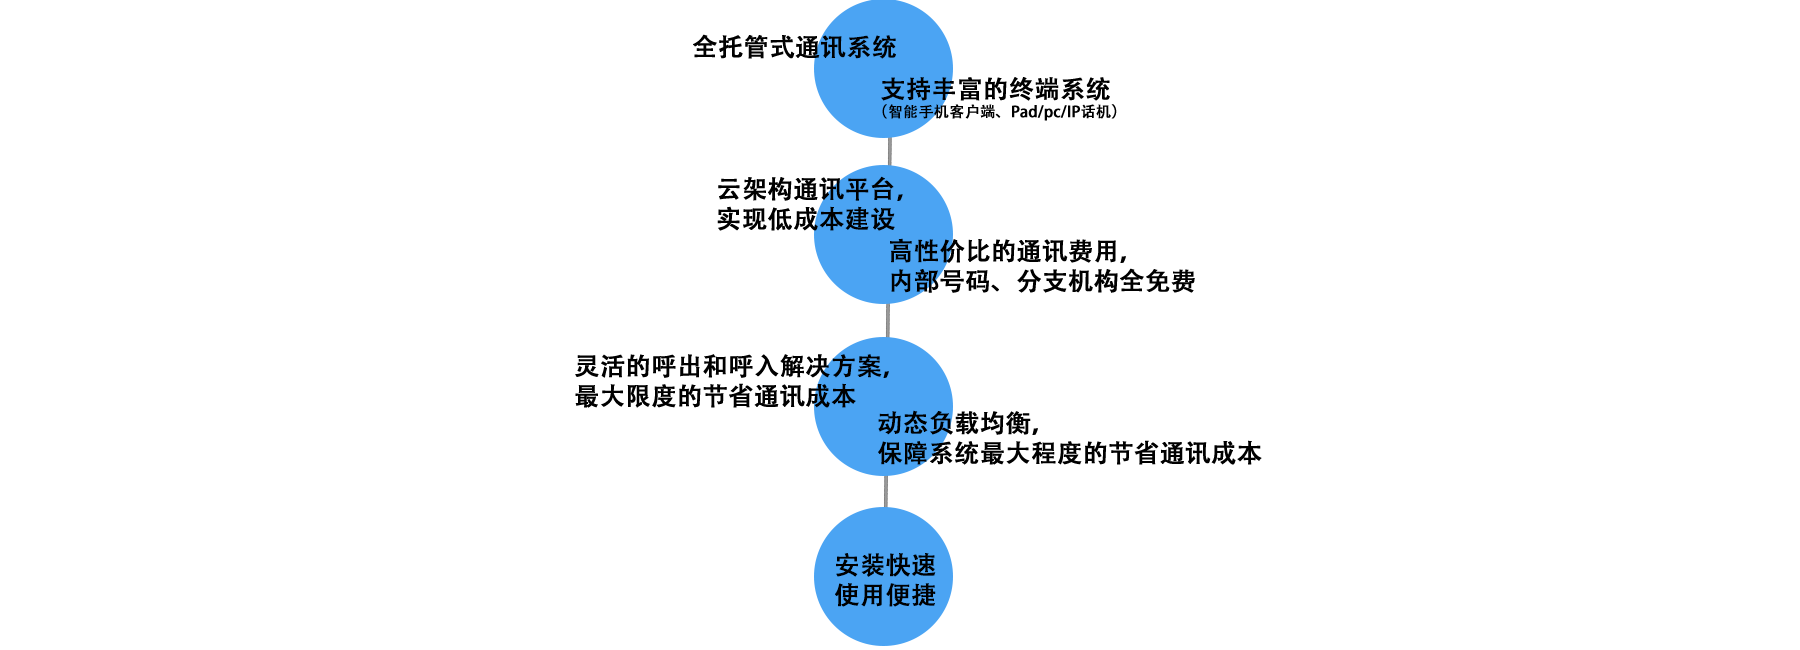 全托管式通讯系统
支持丰富的终端系统
（智能手机客户端、Pad/pc/IP话机）
云架构通讯平台,
实现低成本建设
高性价比的通讯费用,
内部号码、分支机构全免费
灵活的呼出和呼入解决方案,
最大限度的节省通讯成本
动态负载均衡,
保障系统最大程度的节省通讯成本
安装快速
使用便捷